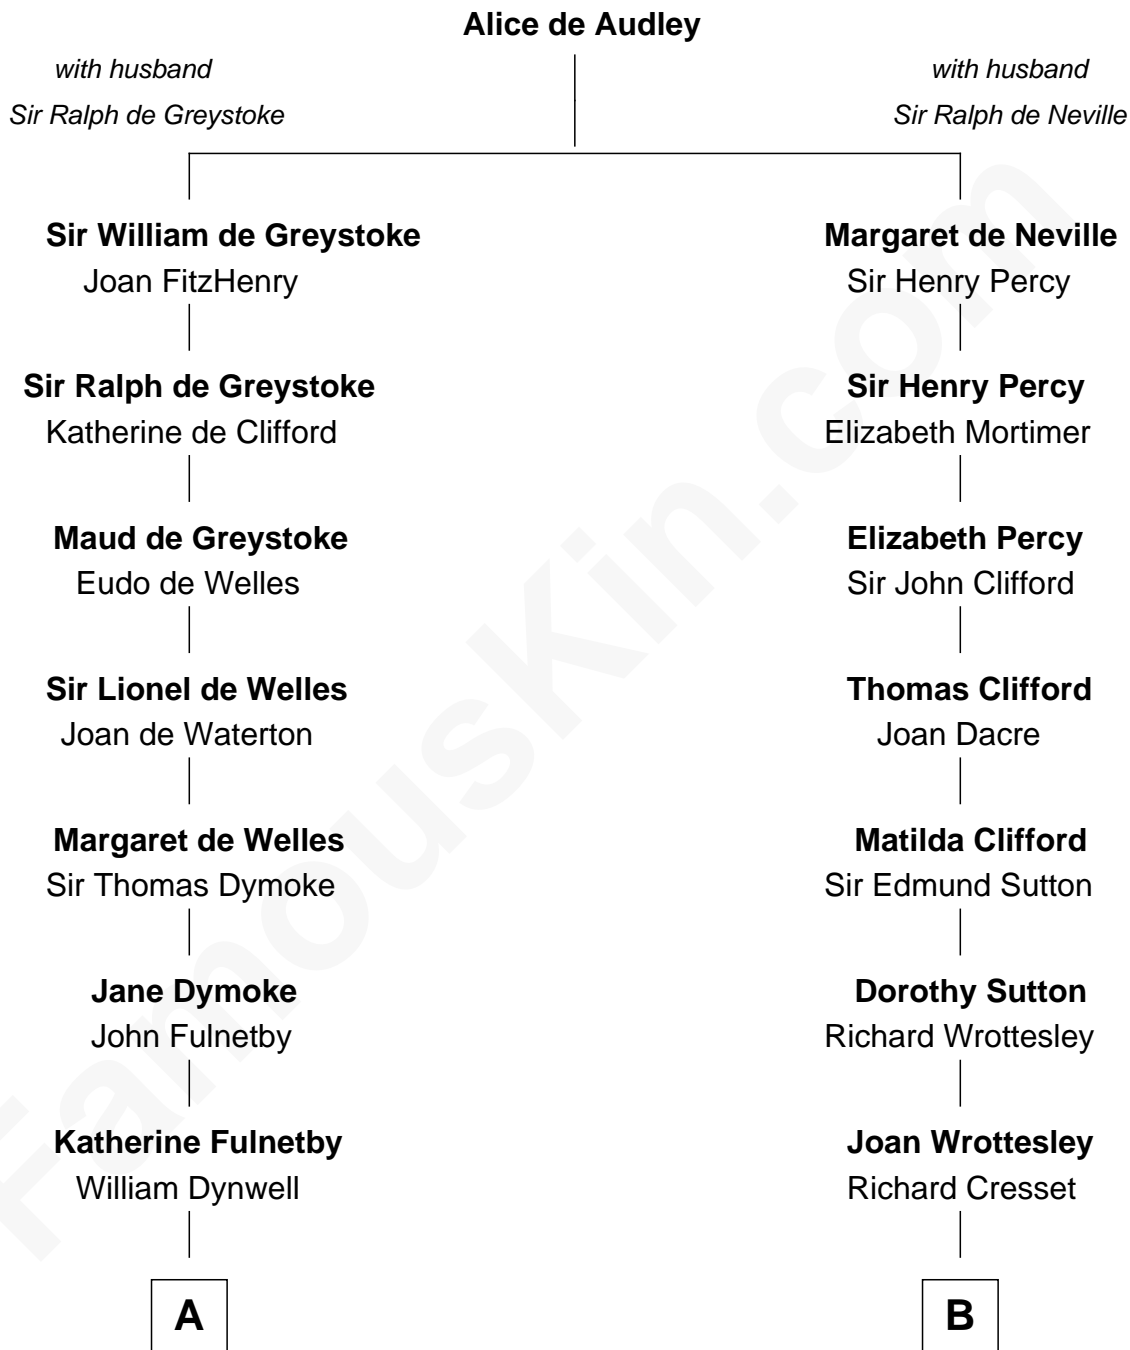 Alice de Audley
with husband
Sir Ralph de Greystoke
with husband
Sir Ralph de Neville
Sir William de Greystoke
Joan FitzHenry
Margaret de Neville
Sir Henry Percy
Sir Ralph de Greystoke
Katherine de Clifford
Sir Henry Percy
Elizabeth Mortimer
Maud de Greystoke
Eudo de Welles
Elizabeth Percy
Sir John Clifford
Sir Lionel de Welles
Joan de Waterton
Thomas Clifford
Joan Dacre
Margaret de Welles
Sir Thomas Dymoke
Matilda Clifford
Sir Edmund Sutton
Jane Dymoke
John Fulnetby
Dorothy Sutton
Richard Wrottesley
Katherine Fulnetby
William Dynwell
Joan Wrottesley
Richard Cresset
A
B
FamousKin.com